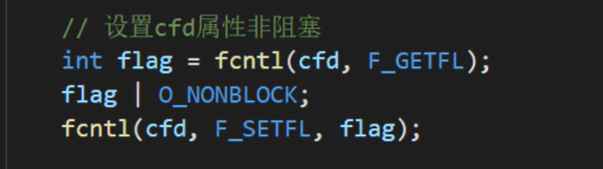 // 设置cfd属性非阻塞
int flag = fcntl(cfd, F_GETFL);
flag | O_NONBLOCK;
fcntl(cfd, F_SETFL, flag);